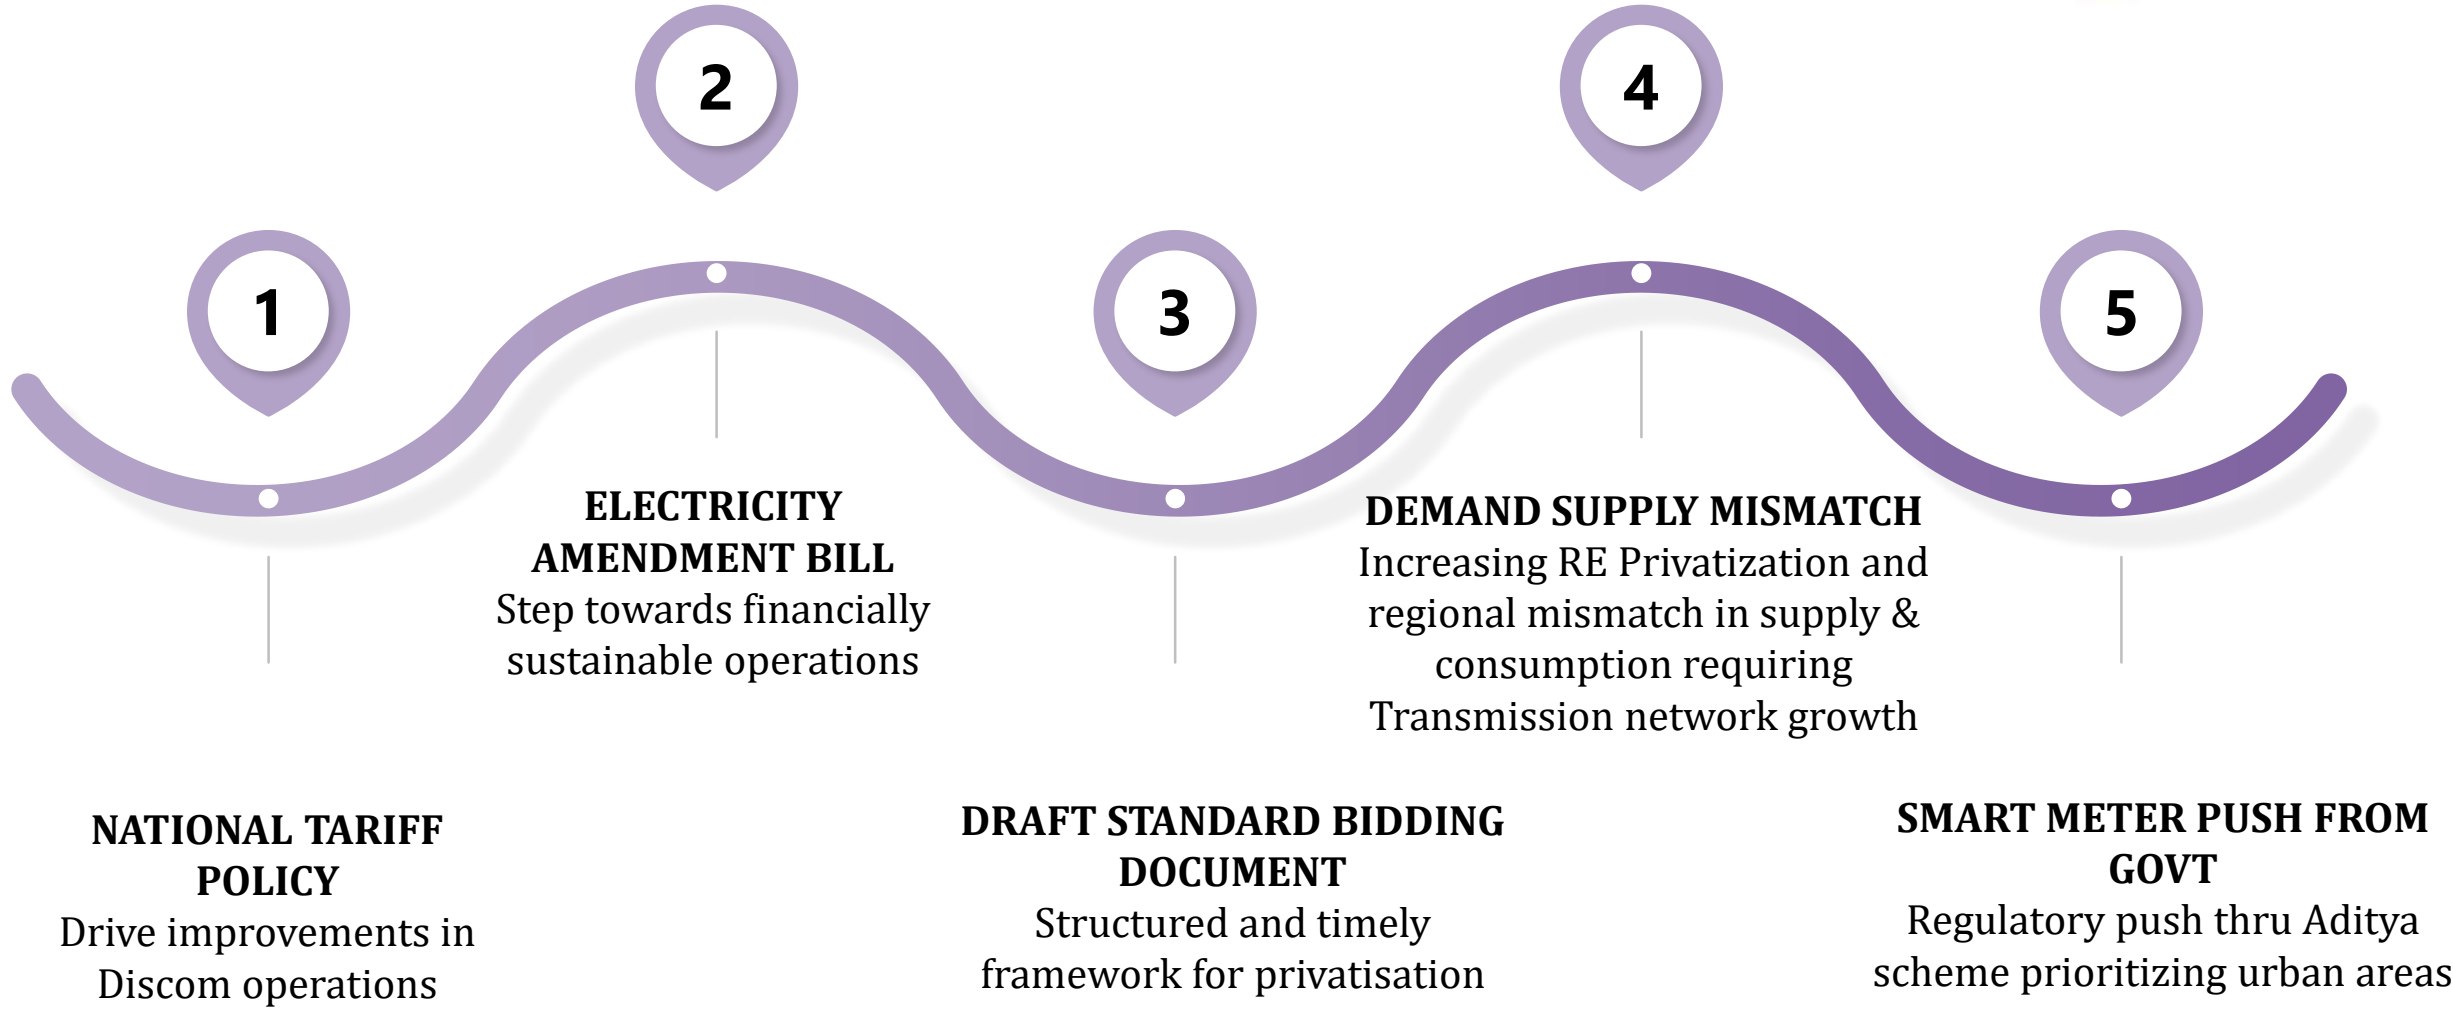 1
NATIONAL TARIFF
POLICY
Drive improvements in
Discom operations
2
ELECTRICITY
AMENDMENT BILL
Step towards financially
sustainable operations
3
DRAFT STANDARD BIDDING
DOCUMENT
Structured and timely
framework for privatisation
4
DEMAND SUPPLY MISMATCH
Increasing RE Privatization and
regional mismatch in supply &
consumption requiring
Transmission network growth
5
SMART METER PUSH FROM
GOVT
Regulatory push thru Aditya
scheme prioritizing urban areas